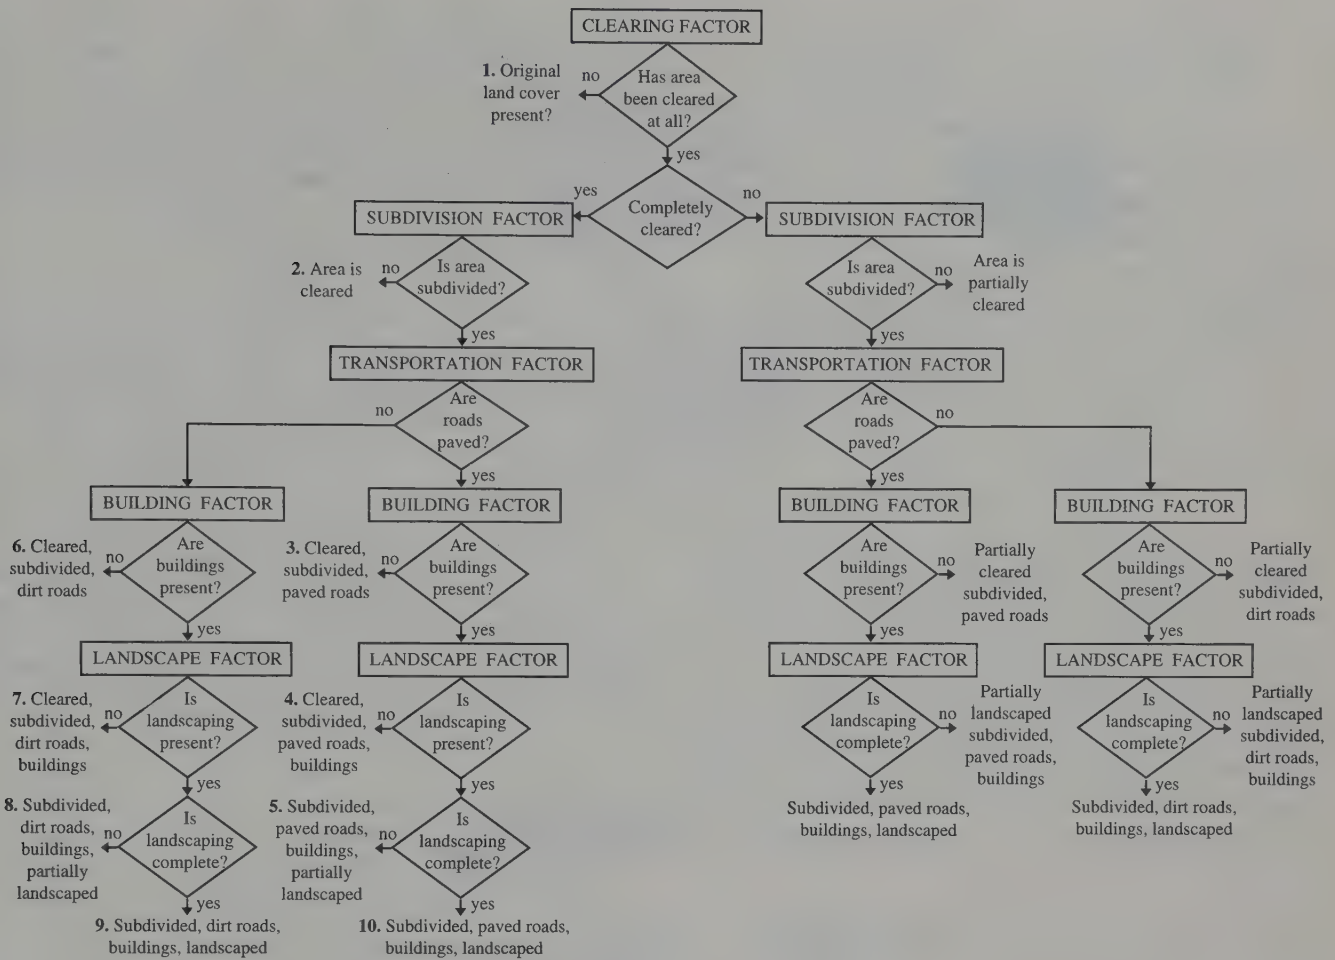 CLEARING FACTOR
1. Original
land cover
present?
no
Has area
been cleared
at all?
yes
yes
Completely
cleared?
no
SUBDIVISION FACTOR
SUBDIVISION FACTOR
2. Area is
cleared
no
Is area
subdivided?
yes
Is area
subdivided?
no
Area is
partially
cleared
yes
TRANSPORTATION FACTOR
TRANSPORTATION FACTOR
no
Are
roads
paved?
yes
Are
roads
paved?
no
yes
BUILDING FACTOR
BUILDING FACTOR
BUILDING FACTOR
BUILDING FACTOR
6. Cleared,
subdivided,
dirt roads
no
Are
buildings
present?
yes
3. Cleared,
subdivided,
paved roads
no
Are
buildings
present?
yes
Are
buildings
present?
no
Partially
cleared
subdivided,
paved roads
yes
Are
buildings
present?
no
Partially
cleared
subdivided,
dirt roads
yes
LANDSCAPE FACTOR
LANDSCAPE FACTOR
LANDSCAPE FACTOR
LANDSCAPE FACTOR
7. Cleared,
subdivided,
dirt roads,
buildings
no
Is
landscaping
present?
yes
4. Cleared,
subdivided,
paved roads,
buildings
no
Is
landscaping
present?
yes
Is
landscaping
complete?
no
Partially
landscaped
subdivided,
paved roads,
buildings
yes
Subdivided, paved roads,
buildings, landscaped
Is
landscaping
complete?
no
Partially
landscaped
subdivided,
dirt roads,
buildings
yes
Subdivided, dirt roads,
buildings, landscaped
8. Subdivided,
dirt roads,
buildings,
partially
landscaped
no
Is
landscaping
complete?
yes
5. Subdivided,
paved roads,
buildings,
partially
landscaped
no
Is
landscaping
complete?
yes
9. Subdivided, dirt roads,
buildings, landscaped
10. Subdivided, paved roads,
buildings, landscaped